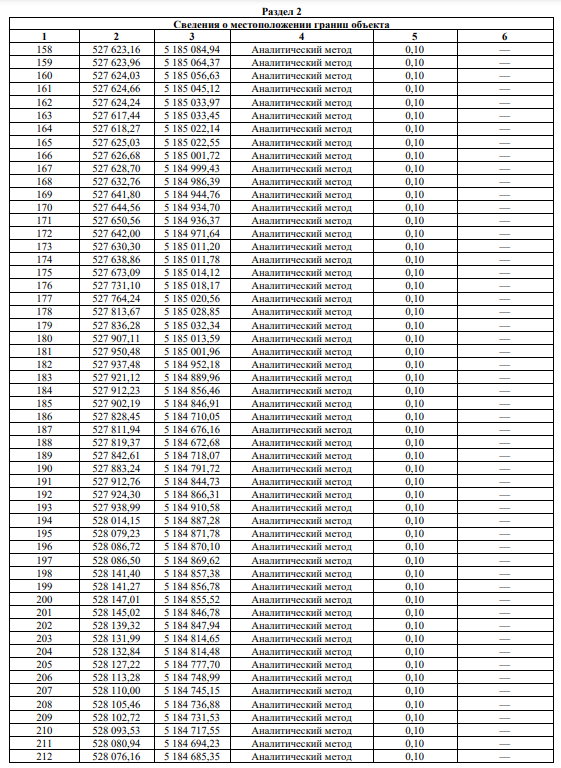 Раздел 2
Сведения о местоположении границ объекта
1 2 3 4 5 6
158 527 623,16 5 185 084,94 Аналитический метод 0,10 —
159 527 623,96 5 185 064,37 Аналитический метод 0,10 —
160 527 624,03 5 185 056,63 Аналитический метод 0,10 —
161 527 624,66 5 185 045,12 Аналитический метод 0,10 —
162 527 624,24 5 185 033,97 Аналитический метод 0,10 —
163 527 617,44 5 185 033,45 Аналитический метод 0,10 —
164 527 618,27 5 185 022,14 Аналитический метод 0,10 —
165 527 625,03 5 185 022,55 Аналитический метод 0,10 —
166 527 626,68 5 185 001,72 Аналитический метод 0,10 —
167 527 628,70 5 184 999,43 Аналитический метод 0,10 —
168 527 632,76 5 184 986,39 Аналитический метод 0,10 —
169 527 641,80 5 184 944,76 Аналитический метод 0,10 —
170 527 644,56 5 184 934,70 Аналитический метод 0,10 —
171 527 650,56 5 184 936,37 Аналитический метод 0,10 —
172 527 642,00 5 184 971,64 Аналитический метод 0,10 —
173 527 630,30 5 185 011,20 Аналитический метод 0,10 —
174 527 638,86 5 185 011,78 Аналитический метод 0,10 —
175 527 673,09 5 185 014,12 Аналитический метод 0,10 —
176 527 731,10 5 185 018,17 Аналитический метод 0,10 —
177 527 764,24 5 185 020,56 Аналитический метод 0,10 —
178 527 813,67 5 185 028,85 Аналитический метод 0,10 —
179 527 836,28 5 185 032,34 Аналитический метод 0,10 —
180 527 907,11 5 185 013,59 Аналитический метод 0,10 —
181 527 950,48 5 185 001,96 Аналитический метод 0,10 —
182 527 937,48 5 184 952,18 Аналитический метод 0,10 —
183 527 921,12 5 184 889,96 Аналитический метод 0,10 —
184 527 912,23 5 184 856,46 Аналитический метод 0,10 —
185 527 902,19 5 184 846,91 Аналитический метод 0,10 —
186 527 828,45 5 184 710,05 Аналитический метод 0,10 —
187 527 811,94 5 184 676,16 Аналитический метод 0,10 —
188 527 819,37 5 184 672,68 Аналитический метод 0,10 —
189 527 842,61 5 184 718,07 Аналитический метод 0,10 —
190 527 883,24 5 184 791,72 Аналитический метод 0,10 —
191 527 912,76 5 184 844,73 Аналитический метод 0,10 —
192 527 924,30 5 184 866,31 Аналитический метод 0,10 —
193 527 938,99 5 184 910,58 Аналитический метод 0,10 —
194 528 014,15 5 184 887,28 Аналитический метод 0,10 —
195 528 079,23 5 184 871,78 Аналитический метод 0,10 —
196 528 086,72 5 184 870,10 Аналитический метод 0,10 —
197 528 086,50 5 184 869,62 Аналитический метод 0,10 —
198 528 141,40 5 184 857,38 Аналитический метод 0,10 —
199 528 141,27 5 184 856,78 Аналитический метод 0,10 —
200 528 147,01 5 184 855,52 Аналитический метод 0,10 —
201 528 145,02 5 184 846,78 Аналитический метод 0,10 —
202 528 139,32 5 184 847,94 Аналитический метод 0,10 —
203 528 131,99 5 184 814,65 Аналитический метод 0,10 —
204 528 132,84 5 184 814,48 Аналитический метод 0,10 —
205 528 127,22 5 184 777,70 Аналитический метод 0,10 —
206 528 113,28 5 184 748,99 Аналитический метод 0,10 —
207 528 110,00 5 184 745,15 Аналитический метод 0,10 —
208 528 105,46 5 184 736,88 Аналитический метод 0,10 —
209 528 102,72 5 184 731,53 Аналитический метод 0,10 —
210 528 093,53 5 184 717,55 Аналитический метод 0,10 —
211 528 080,94 5 184 694,23 Аналитический метод 0,10 —
212 528 076,16 5 184 685,35 Аналитический метод 0,10 —